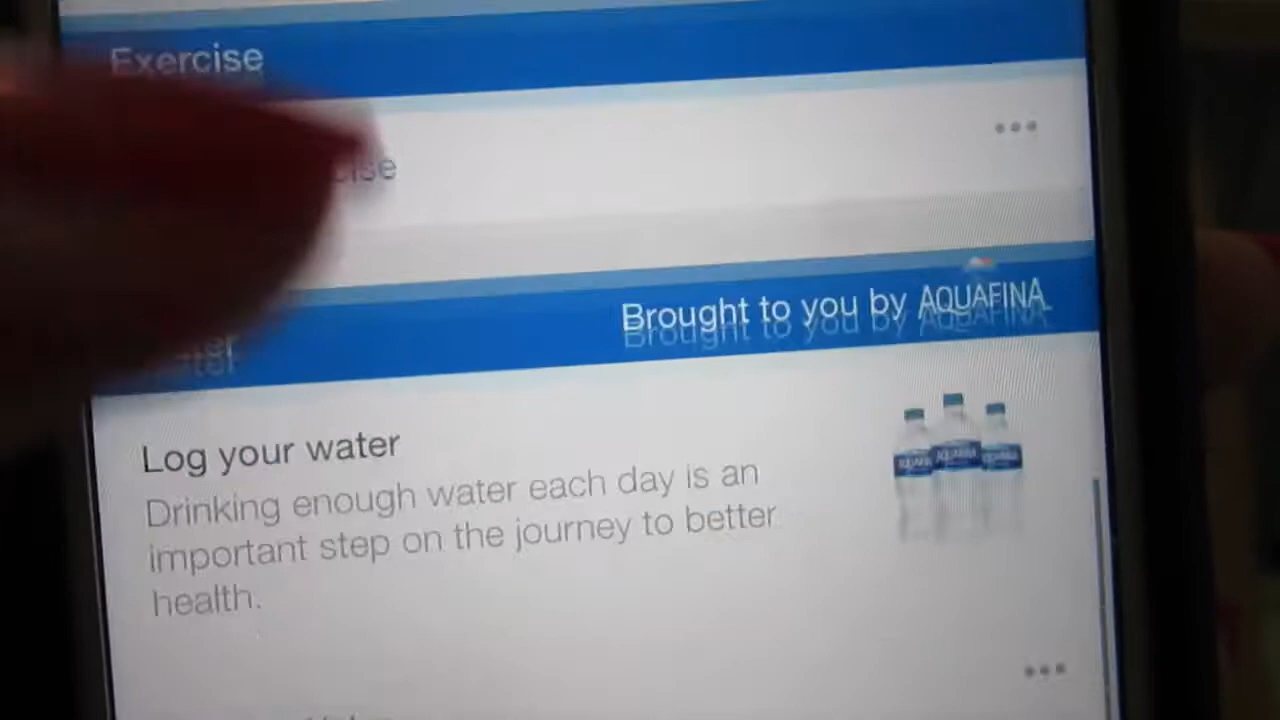 Exercise
Brought to you by AQUAFINA
Log your water
Drinking enough water each day is an
important step on the journey to better
health.